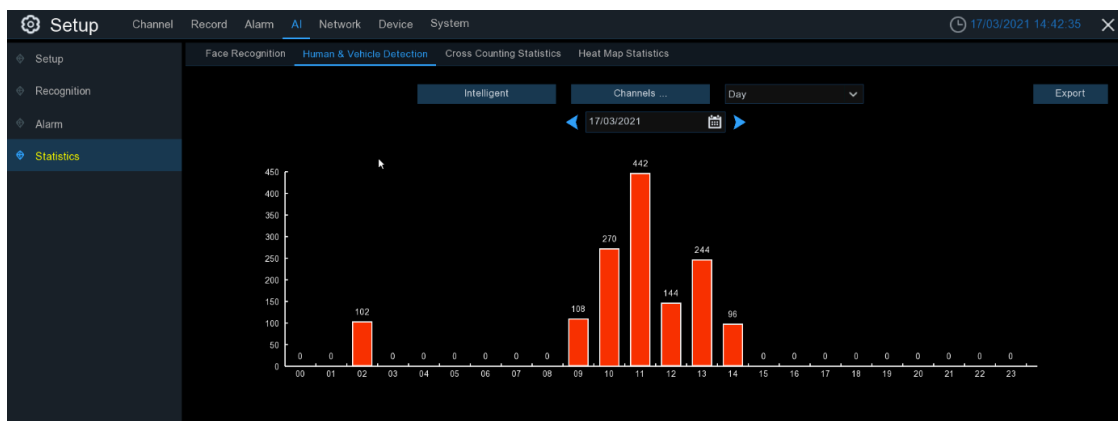 Setup Channel Record Alarm AI Network Device System 17/03/2021 14:42:35
Setup
Recognition
Alarm
Statistics
Face Recognition Human & Vehicle Detection Cross Counting Statistics Heat Map Statistics
Intelligent Channels ... Day Export
17/03/2021
442
450
400
350
300
270
250
244
200
150
144
108
102
100
96
50
0 0 0 0 0 0 0 0 0 0 0 0 0 0 0 0 0
0
00 01 02 03 04 05 06 07 08 09 10 11 12 13 14 15 16 17 18 19 20 21 22 23